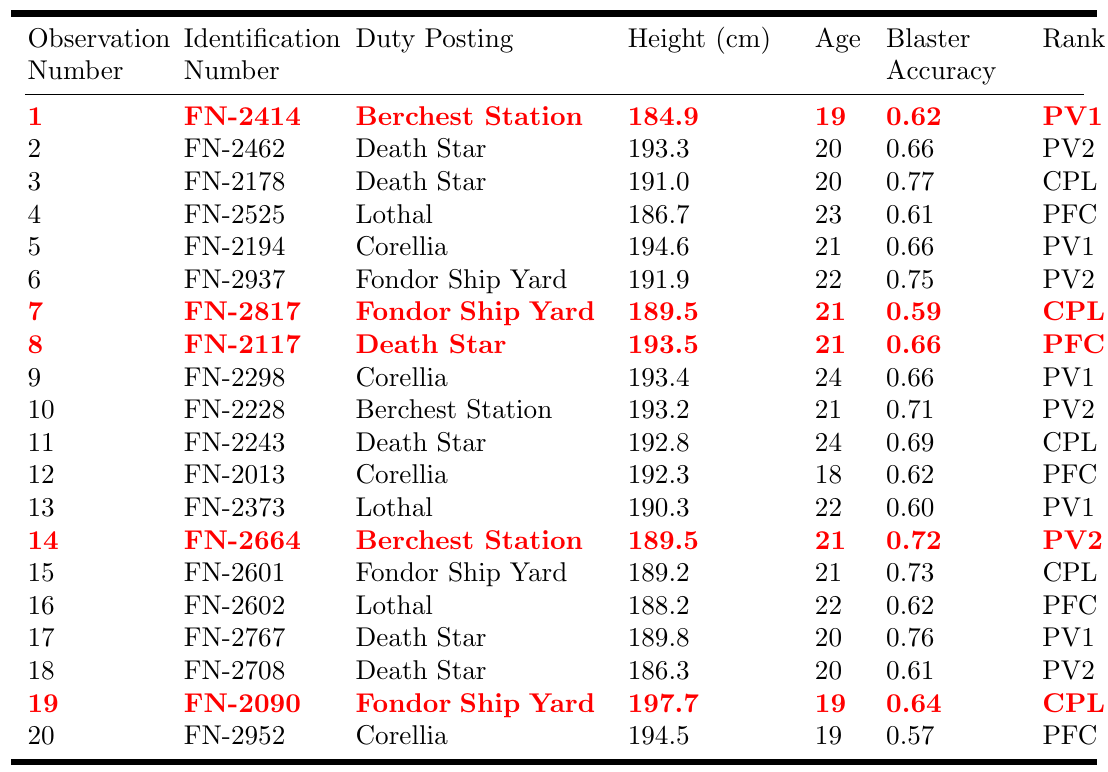 Observation Identification Duty Posting Height (cm) Age Blaster Rank
Number Number Accuracy
1 FN-2414 Berchest Station 184.9 19 0.62 PV1
2 FN-2462 Death Star 193.3 20 0.66 PV2
3 FN-2178 Death Star 191.0 20 0.77 CPL
4 FN-2525 Lothal 186.7 23 0.61 PFC
5 FN-2194 Corellia 194.6 21 0.66 PV1
6 FN-2937 Fondor Ship Yard 191.9 22 0.75 PV2
7 FN-2817 Fondor Ship Yard 189.5 21 0.59 CPL
8 FN-2117 Death Star 193.5 21 0.66 PFC
9 FN-2298 Corellia 193.4 24 0.66 PV1
10 FN-2228 Berchest Station 193.2 21 0.71 PV2
11 FN-2243 Death Star 192.8 24 0.69 CPL
12 FN-2013 Corellia 192.3 18 0.62 PFC
13 FN-2373 Lothal 190.3 22 0.60 PV1
14 FN-2664 Berchest Station 189.5 21 0.72 PV2
15 FN-2601 Fondor Ship Yard 189.2 21 0.73 CPL
16 FN-2602 Lothal 188.2 22 0.62 PFC
17 FN-2767 Death Star 189.8 20 0.76 PV1
18 FN-2708 Death Star 186.3 20 0.61 PV2
19 FN-2090 Fondor Ship Yard 197.7 19 0.64 CPL
20 FN-2952 Corellia 194.5 19 0.57 PFC